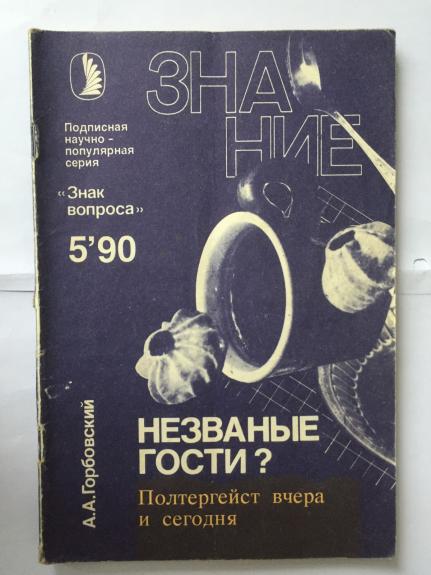 ЗНА
НИЕ
Подписная
научно -
популярная
серия
«Знак
вопроса»
5'90
А.А.Горбовский
НЕЗВАНЫЕ
ГОСТИ?
Полтергейст вчера
и сегодня